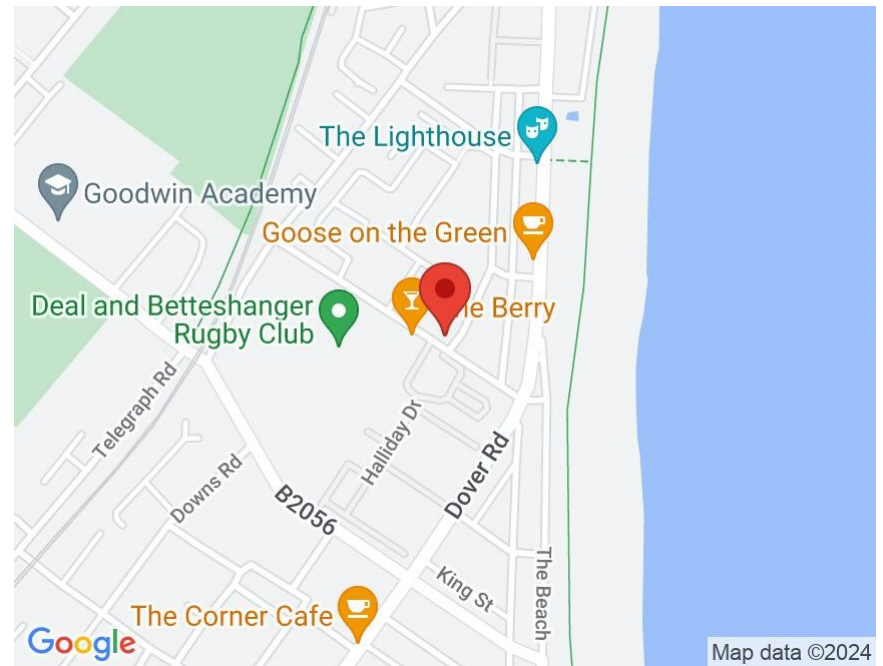 The Lighthouse
Goodwin Academy
Goose on the Green
Deal and Betteshanger
Rugby Club
Berry
Telegraph Rd
Halliday Dr
Downs Rd
Dover Rd
B2056
King St
The Beach
The Corner Cafe
Google
Map data ©2024